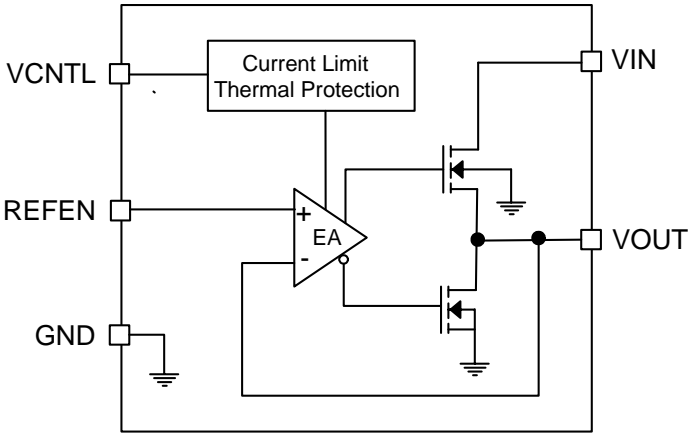 VCNTL
Current Limit
Thermal Protection
VIN
REFEN
+
EA
-
VOUT
GND